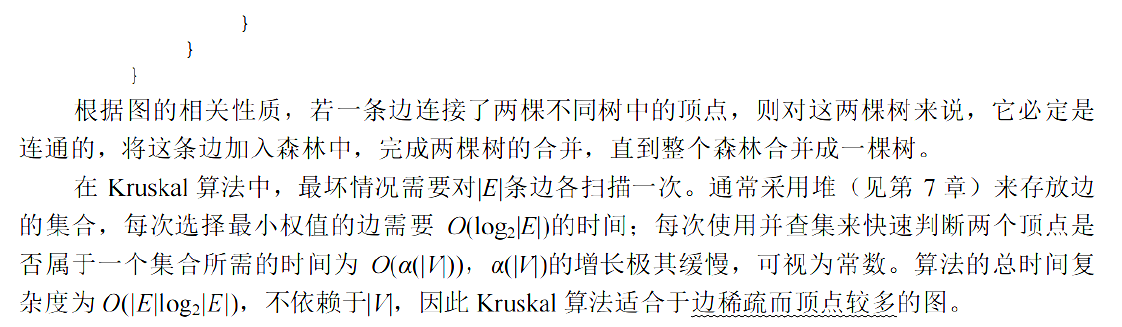 }
}
}
根据图的相关性质，若一条边连接了两棵不同树中的顶点，则对这两棵树来说，它必定是
连通的，将这条边加入森林中，完成两棵树的合并，直到整个森林合并成一棵树。
在 Kruskal 算法中，最坏情况需要对|E|条边各扫描一次。通常采用堆（见第 7 章）来存放边
的集合，每次选择最小权值的边需要 O(log₂|E|)的时间；每次使用并查集来快速判断两个顶点是
否属于一个集合所需的时间为 O(α(|V|))，α(|V|)的增长极其缓慢，可视为常数。算法的总时间复
杂度为 O(|E|log₂|E|)，不依赖于|V|，因此 Kruskal 算法适合于边稀疏而顶点较多的图。